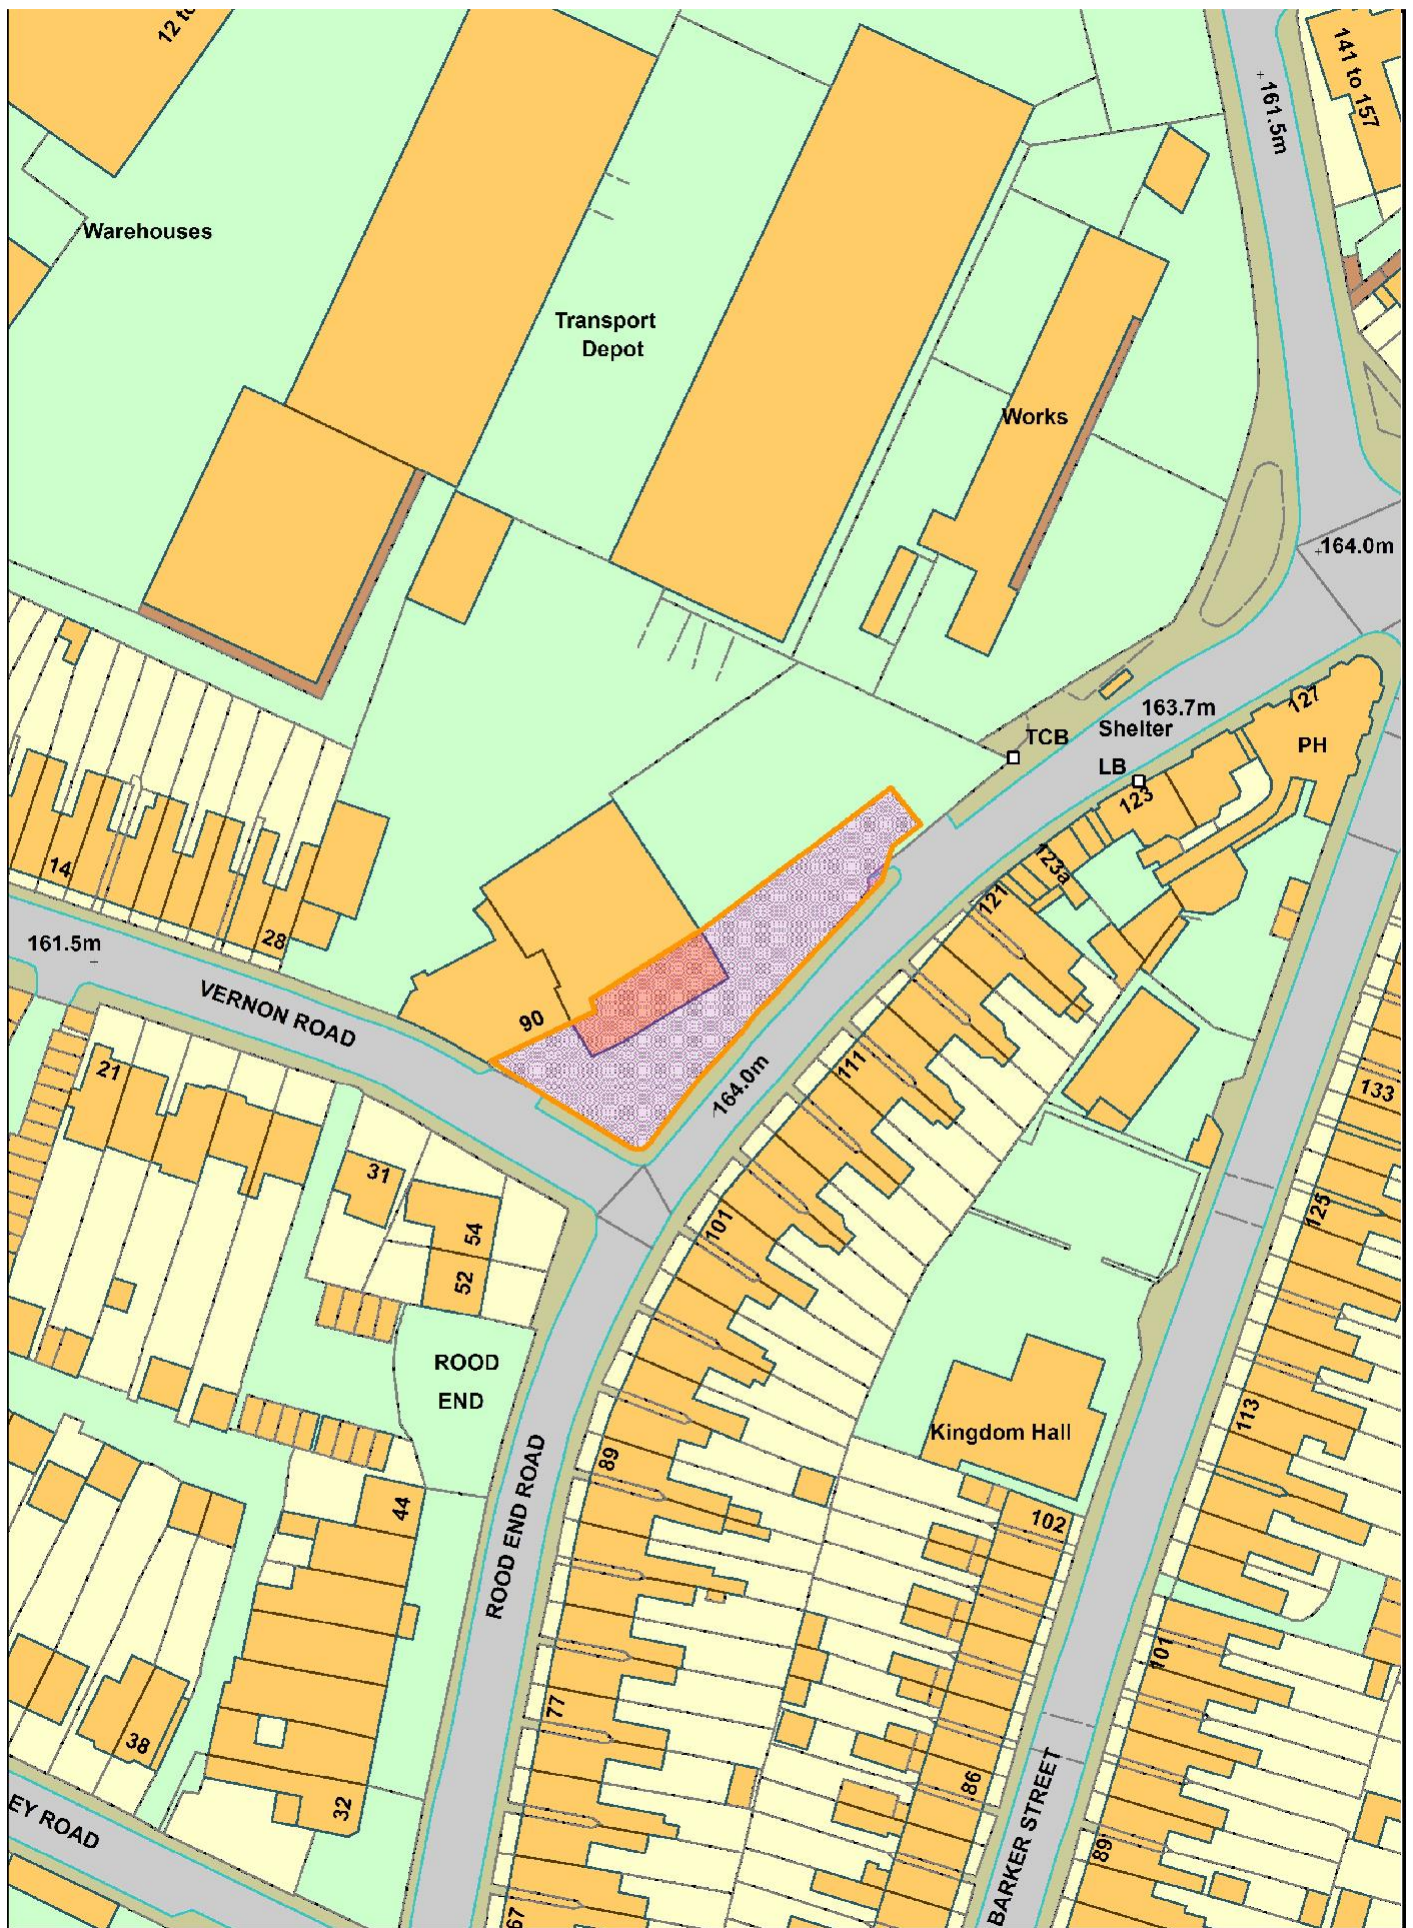 12 to
141 to 157
161.5m
Warehouses
Transport
Depot
Works
164.0m
127
163.7m
Shelter
TCB
PH
LB
123
123a
14
121
28
161.5m
VERNON ROAD
90
111
164.0m
21
133
31
101
125
54
52
ROOD
END
113
Kingdom Hall
89
44
102
ROOD END ROAD
101
77
38
86
32
EY ROAD
BARKER STREET
89
67